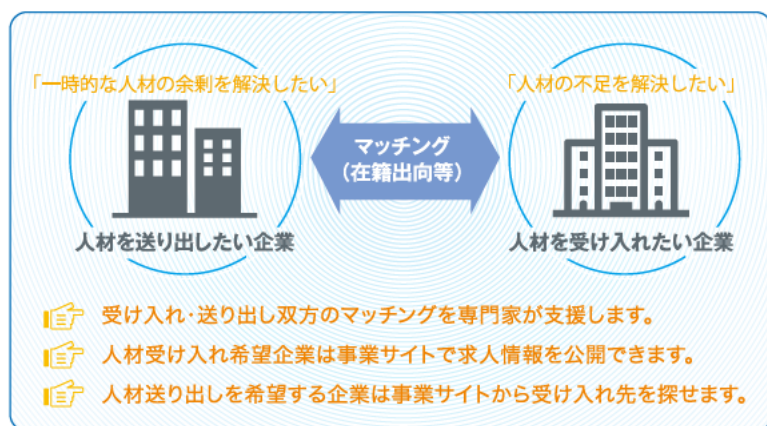 「一時的な人材の余剰を解決したい」
「人材の不足を解決したい」
マッチング
（在籍出向等）
人材を送り出したい企業
人材を受け入れたい企業
受け入れ・送り出し双方のマッチングを専門家が支援します。
人材受け入れ希望企業は事業サイトで求人情報を公開できます。
人材送り出しを希望する企業は事業サイトから受け入れ先を探せます。